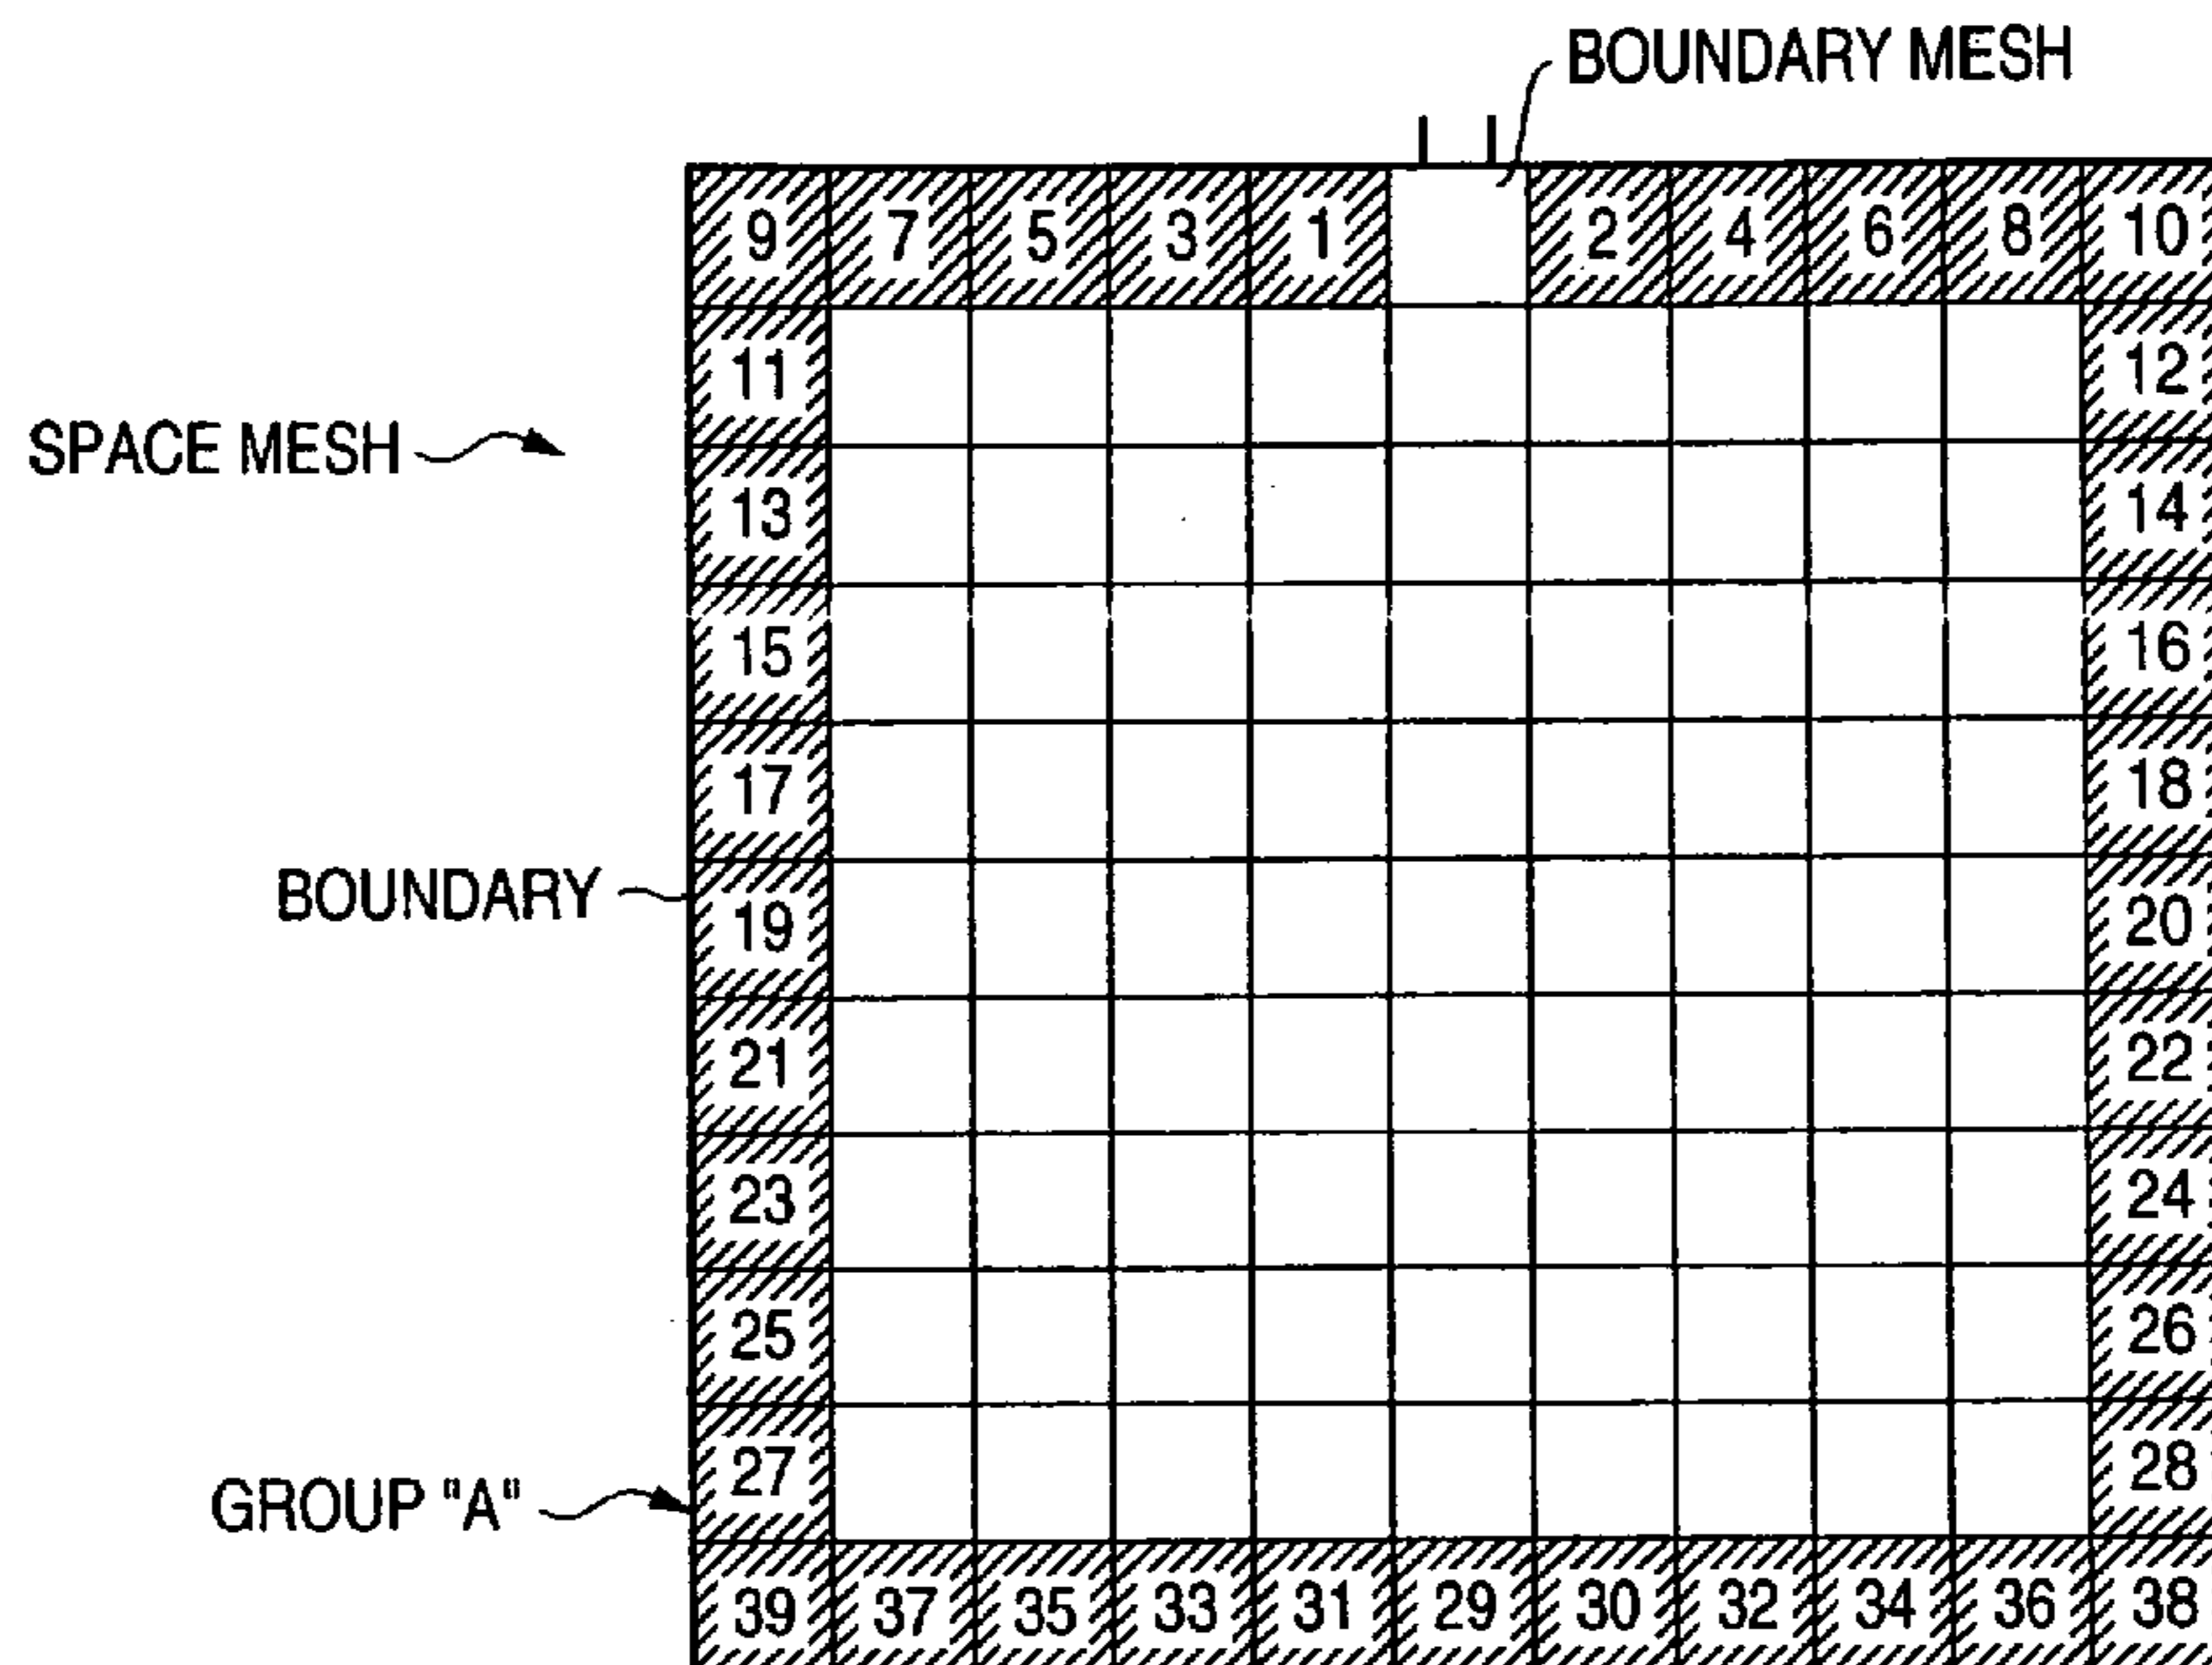 BOUNDARY MESH
9 7 5 3 1 2 4 6 8 10
11 12
SPACE MESH
13 14
15 16
17 18
BOUNDARY
19 20
21 22
23 24
25 26
27 28
GROUP "A"
39 37 35 33 31 29 30 32 34 36 38